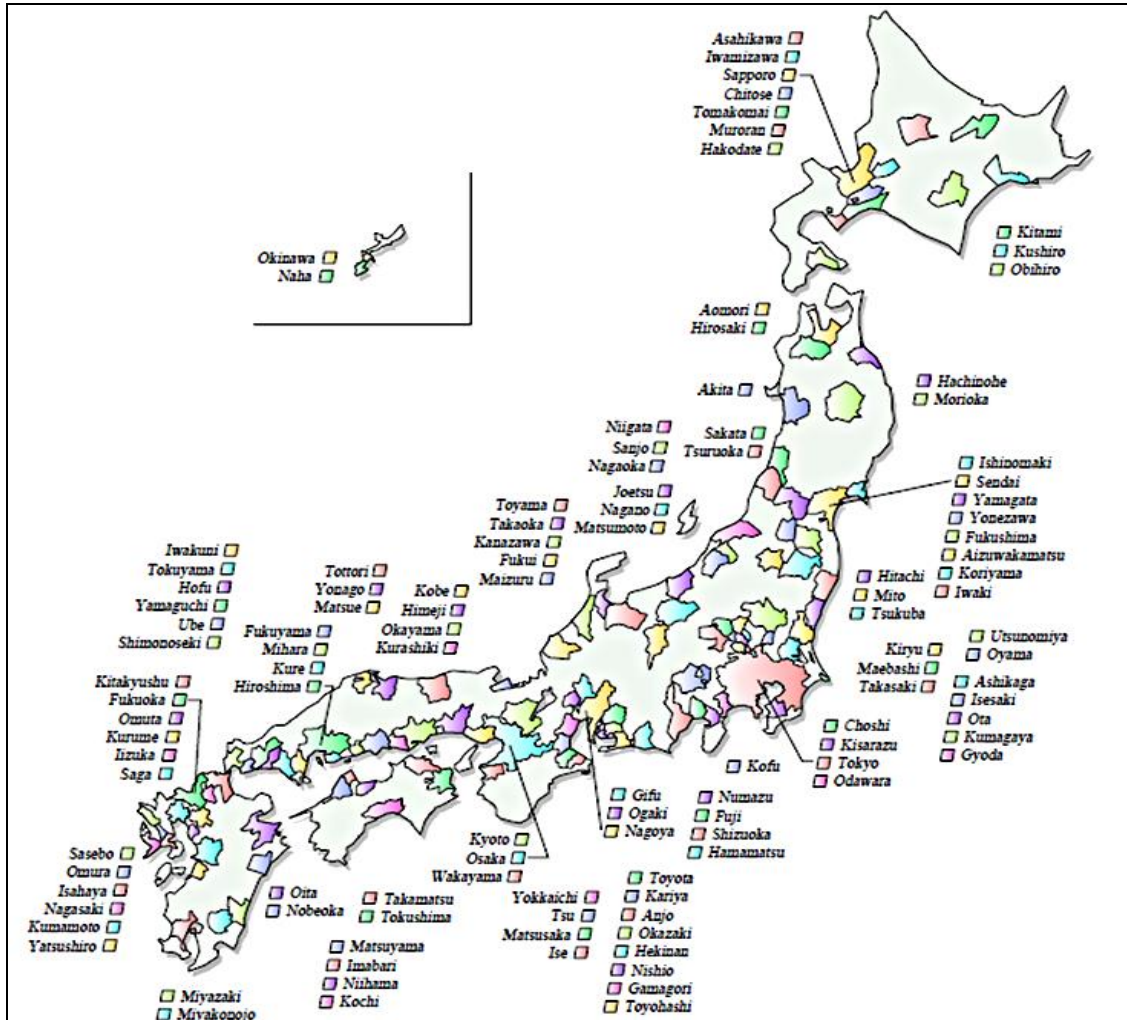 Asahikawa
Iwamizawa
Sapporo
Chitose
Tomakomai
Muroran
Hakodate
Kitami
Kushiro
Obihiro
Okinawa
Naha
Aomori
Hirosaki
Akita
Hachinohe
Morioka
Sakata
Tsuruoka
Niigata
Sanjo
Nagaoka
Joetsu
Nagano
Matsumoto
Ishinomaki
Sendai
Yamagata
Yonezawa
Fukushima
Aizuwakamatsu
Koriyama
Iwaki
Toyama
Takaoka
Kanazawa
Fukui
Maizuru
Hitachi
Mito
Tsukuba
Iwakuni
Tokuyama
Hofu
Yamaguchi
Ube
Shimonoseki
Tottori
Yonago
Matsue
Kobe
Himeji
Okayama
Kurashiki
Fukuyama
Mihara
Kure
Hiroshima
Utsunomiya
Oyama
Ashikaga
Isesaki
Ota
Kumagaya
Gyoda
Kiryu
Maebashi
Takasaki
Kitakyushu
Fukuoka
Omuta
Kurume
Iizuka
Saga
Choshi
Kisarazu
Tokyo
Odawara
Kofu
Gifu
Ogaki
Nagoya
Numazu
Fuji
Shizuoka
Hamamatsu
Kyoto
Osaka
Wakayama
Sasebo
Omura
Isahaya
Nagasaki
Kumamoto
Yatsushiro
Oita
Nobeoka
Takamatsu
Tokushima
Yokkaichi
Tsu
Matsusaka
Ise
Toyota
Kariya
Anjo
Okazaki
Hekinan
Nishio
Gamagori
Toyohashi
Matsuyama
Imabari
Niihama
Kochi
Miyazaki
Miyakonojo